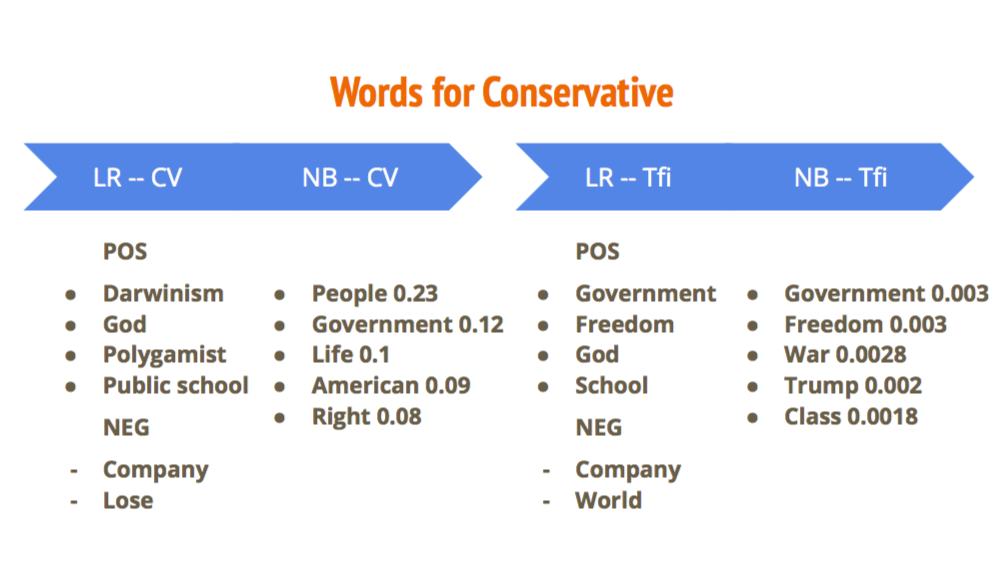 Words for Conservative
LR -- CV
NB -- CV
LR -- Tfi
NB -- Tfi
POS
● Darwinism
● God
● Polygamist
● Public school
NEG
- Company
- Lose
● People 0.23
● Government 0.12
● Life 0.1
● American 0.09
● Right 0.08
POS
● Government
● Freedom
● God
● School
NEG
- Company
- World
● Government 0.003
● Freedom 0.003
● War 0.0028
● Trump 0.002
● Class 0.0018